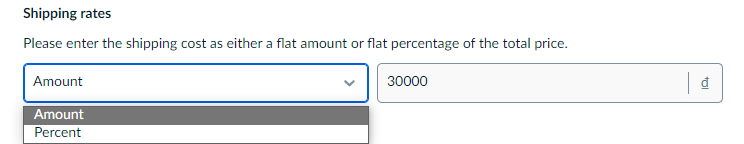 Shipping rates
Please enter the shipping cost as either a flat amount or flat percentage of the total price.
Amount 30000 ₫
Amount
Percent